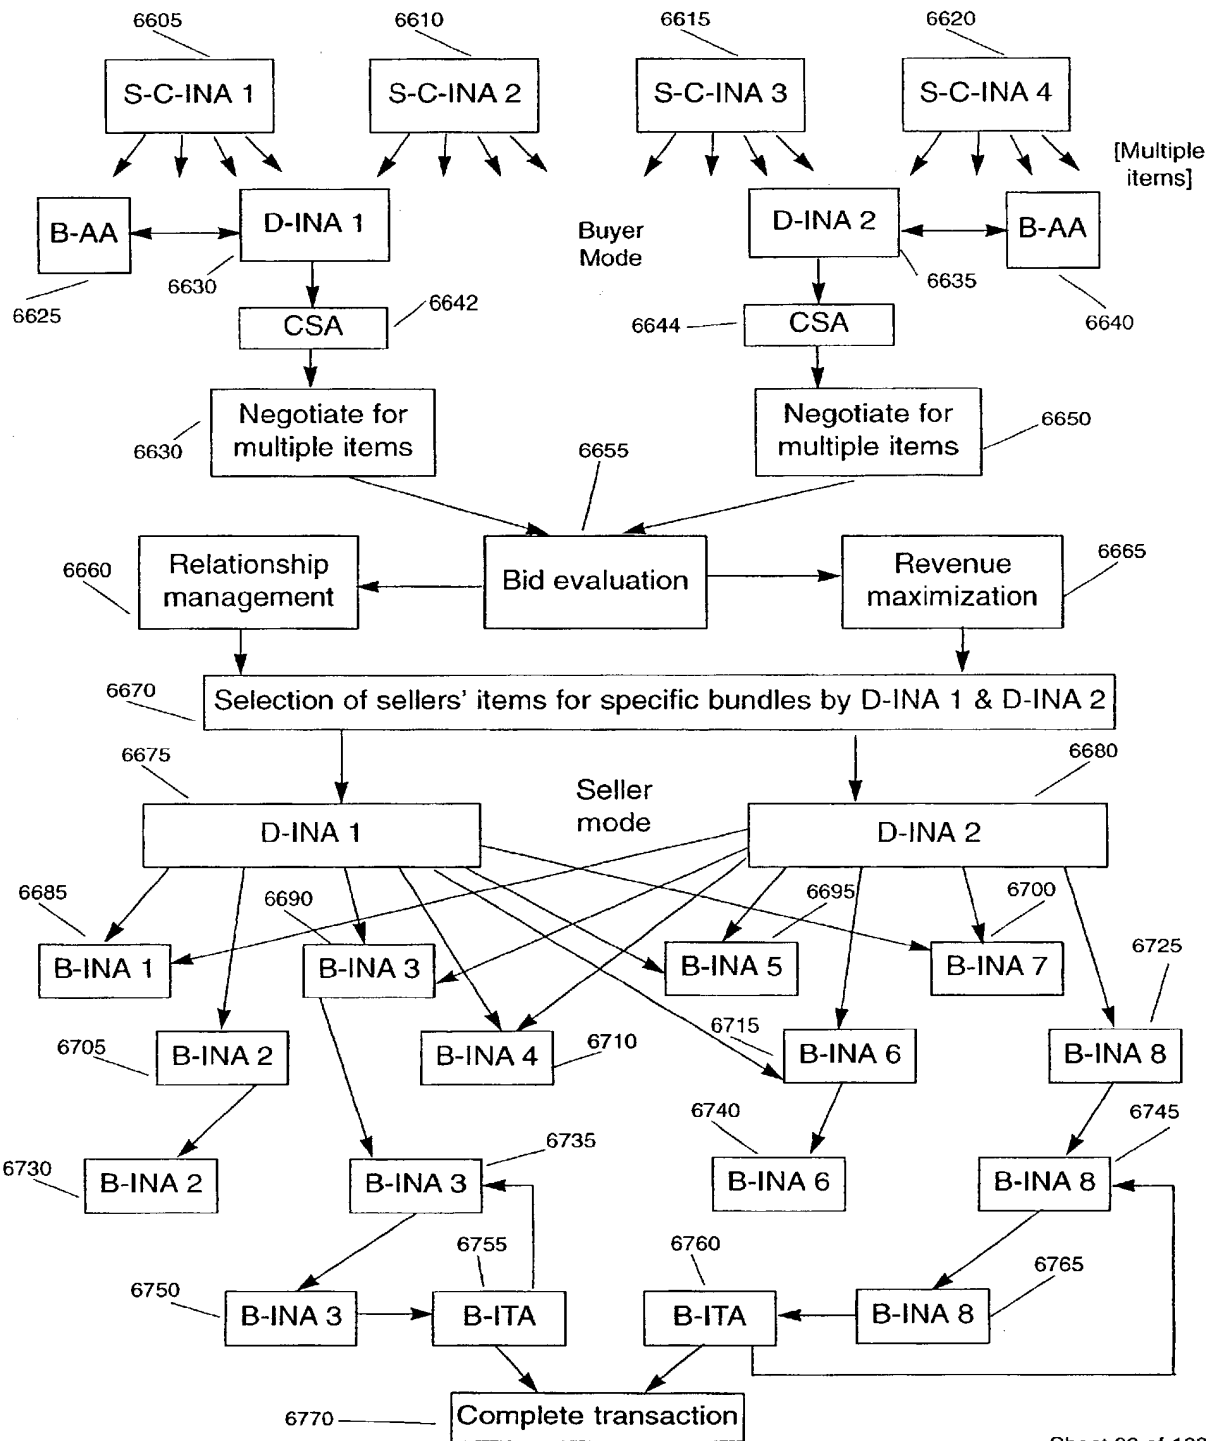 6605
6610
6615
6620
S-C-INA 1
S-C-INA 2
S-C-INA 3
S-C-INA 4
[Multiple
items]
B-AA
D-INA 1
Buyer
Mode
D-INA 2
B-AA
6625
6630
6635
6640
CSA
6642
6644
CSA
Negotiate for
multiple items
6630
Negotiate for
multiple items
6650
6655
6660
Relationship
management
Bid evaluation
Revenue
maximization
6665
6670
Selection of sellers' items for specific bundles by D-INA 1 & D-INA 2
6675
6680
Seller
mode
D-INA 1
D-INA 2
6685
6690
6695
6700
B-INA 1
B-INA 3
B-INA 5
B-INA 7
6725
6705
B-INA 2
B-INA 4
6710
6715
B-INA 6
B-INA 8
6730
B-INA 2
B-INA 3
6735
6740
B-INA 6
B-INA 8
6745
6750
B-INA 3
6755
B-ITA
6760
B-ITA
B-INA 8
6765
6770
Complete transaction